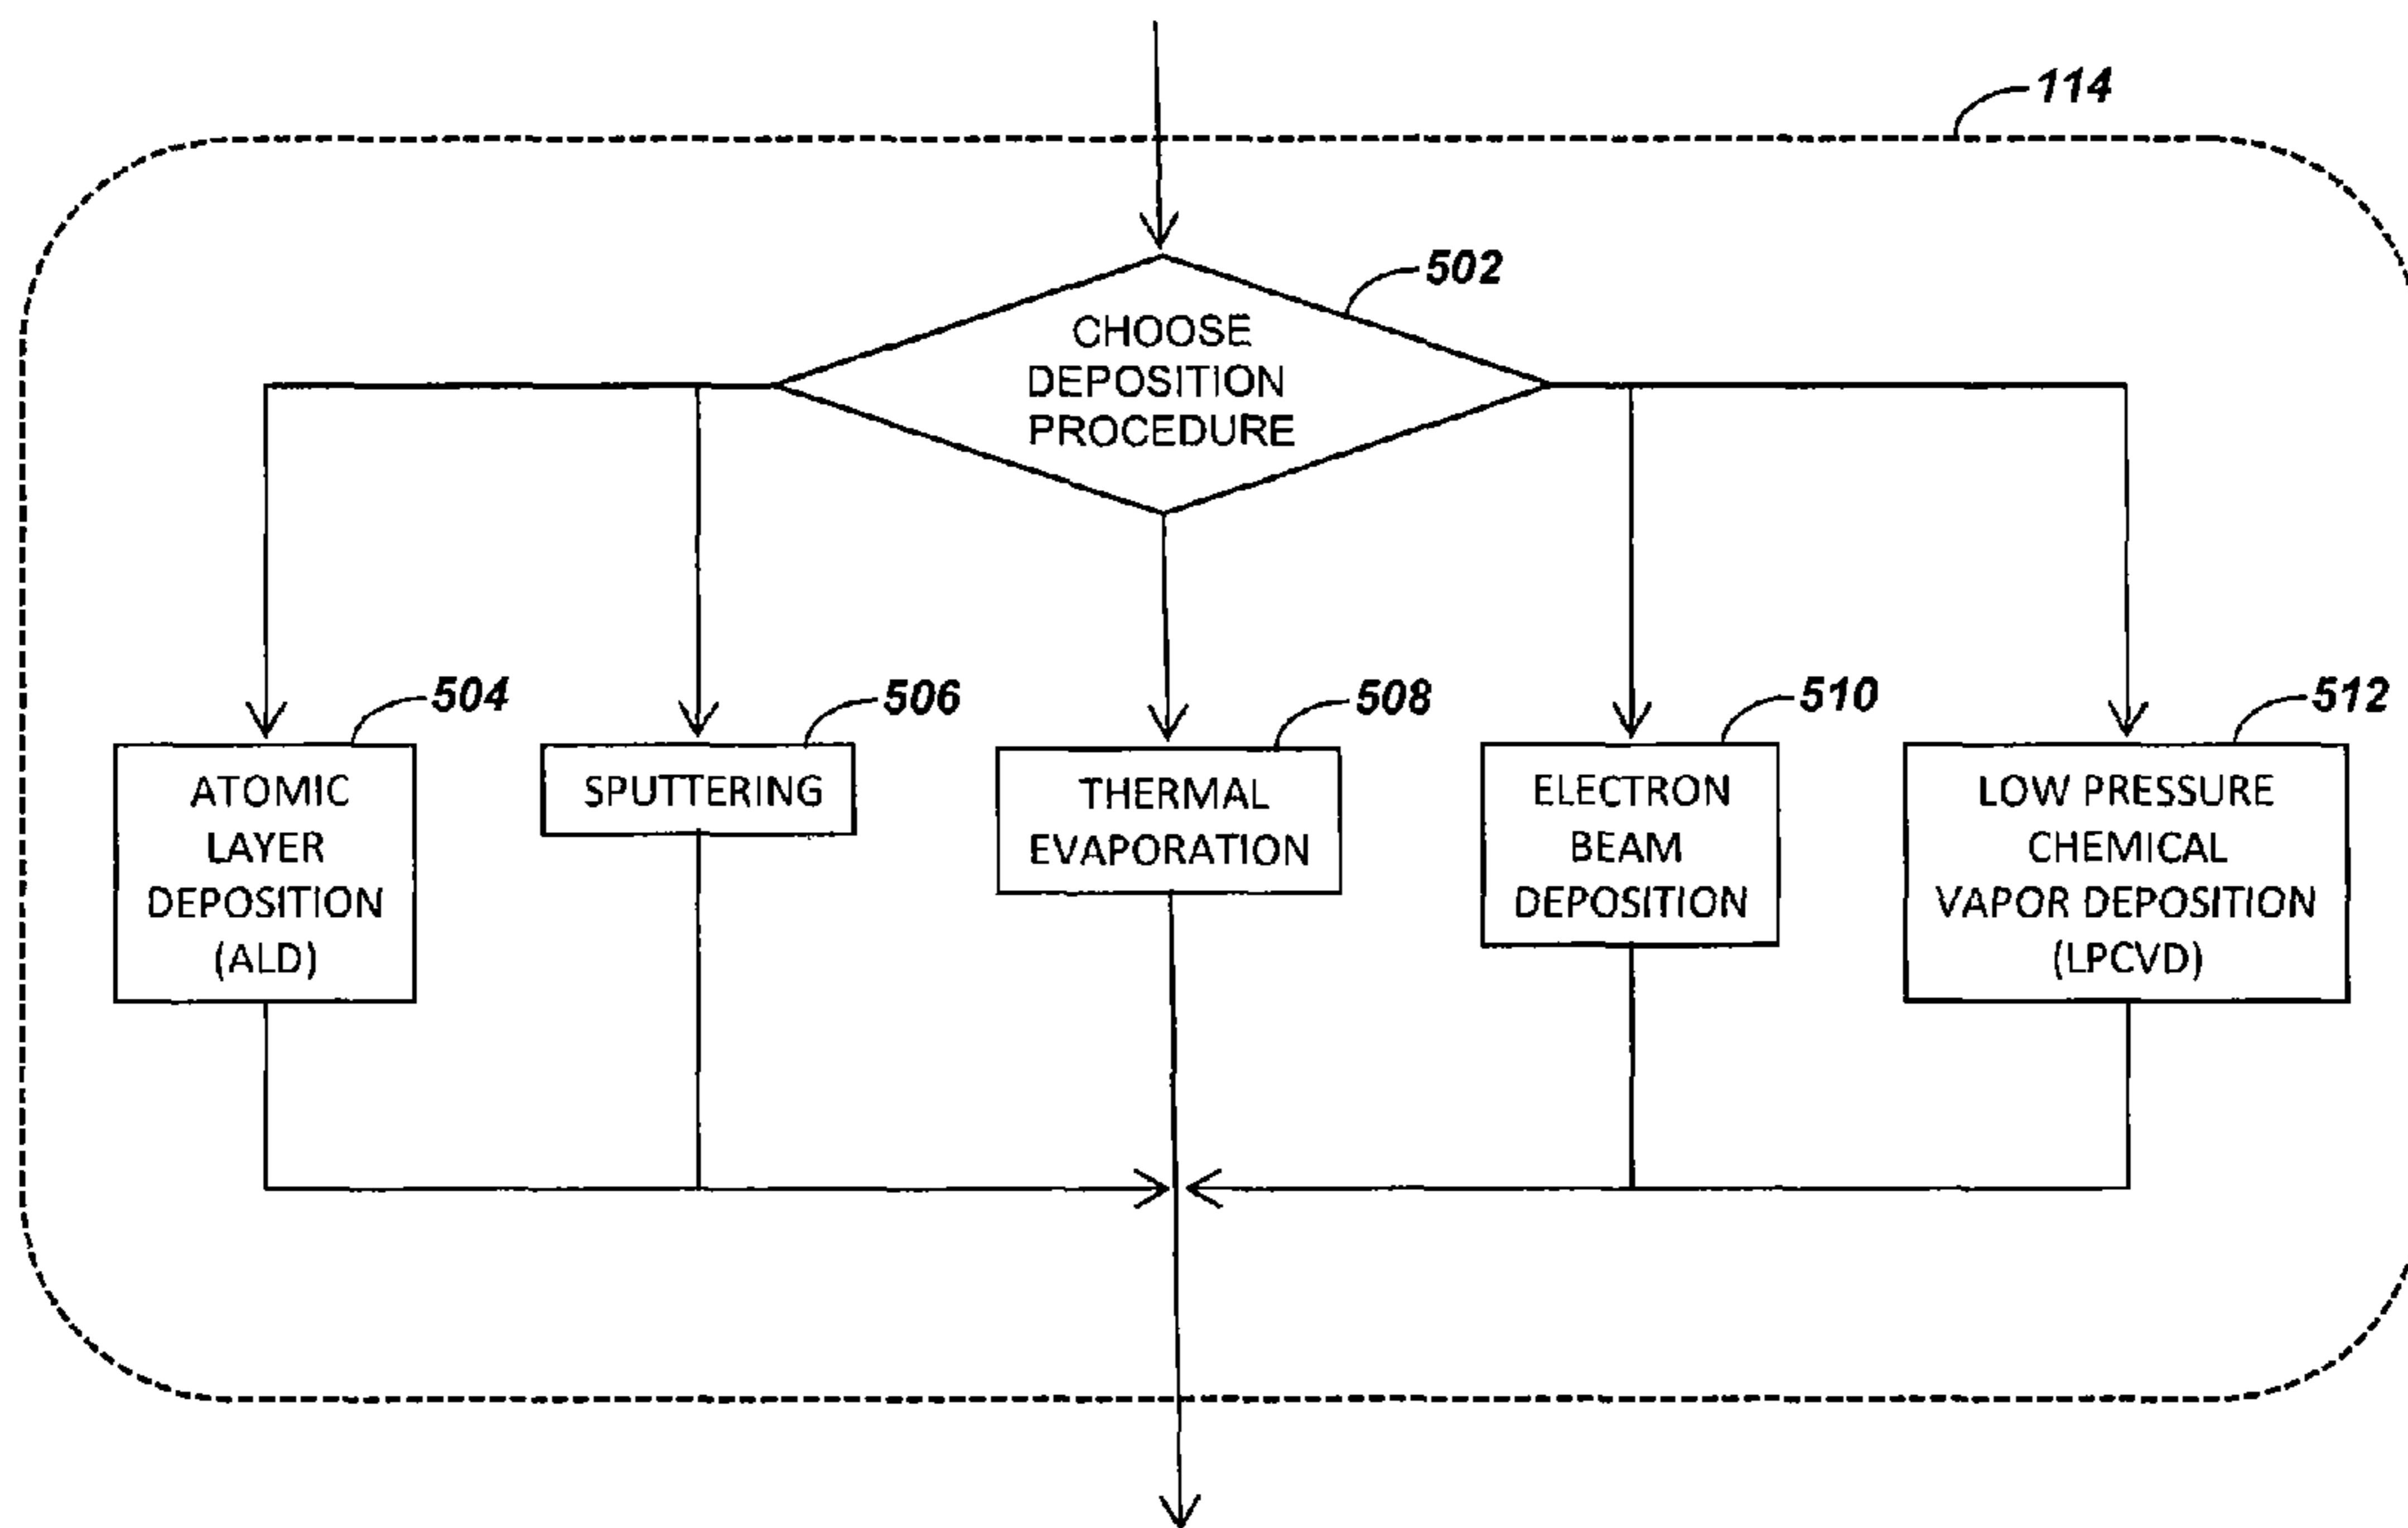 114
502
CHOOSE
DEPOSITION
PROCEDURE
504
506
508
510
512
ATOMIC
LAYER
DEPOSITION
(ALD)
SPUTTERING
THERMAL
EVAPORATION
ELECTRON
BEAM
DEPOSITION
LOW PRESSURE
CHEMICAL
VAPOR DEPOSITION
(LPCVD)